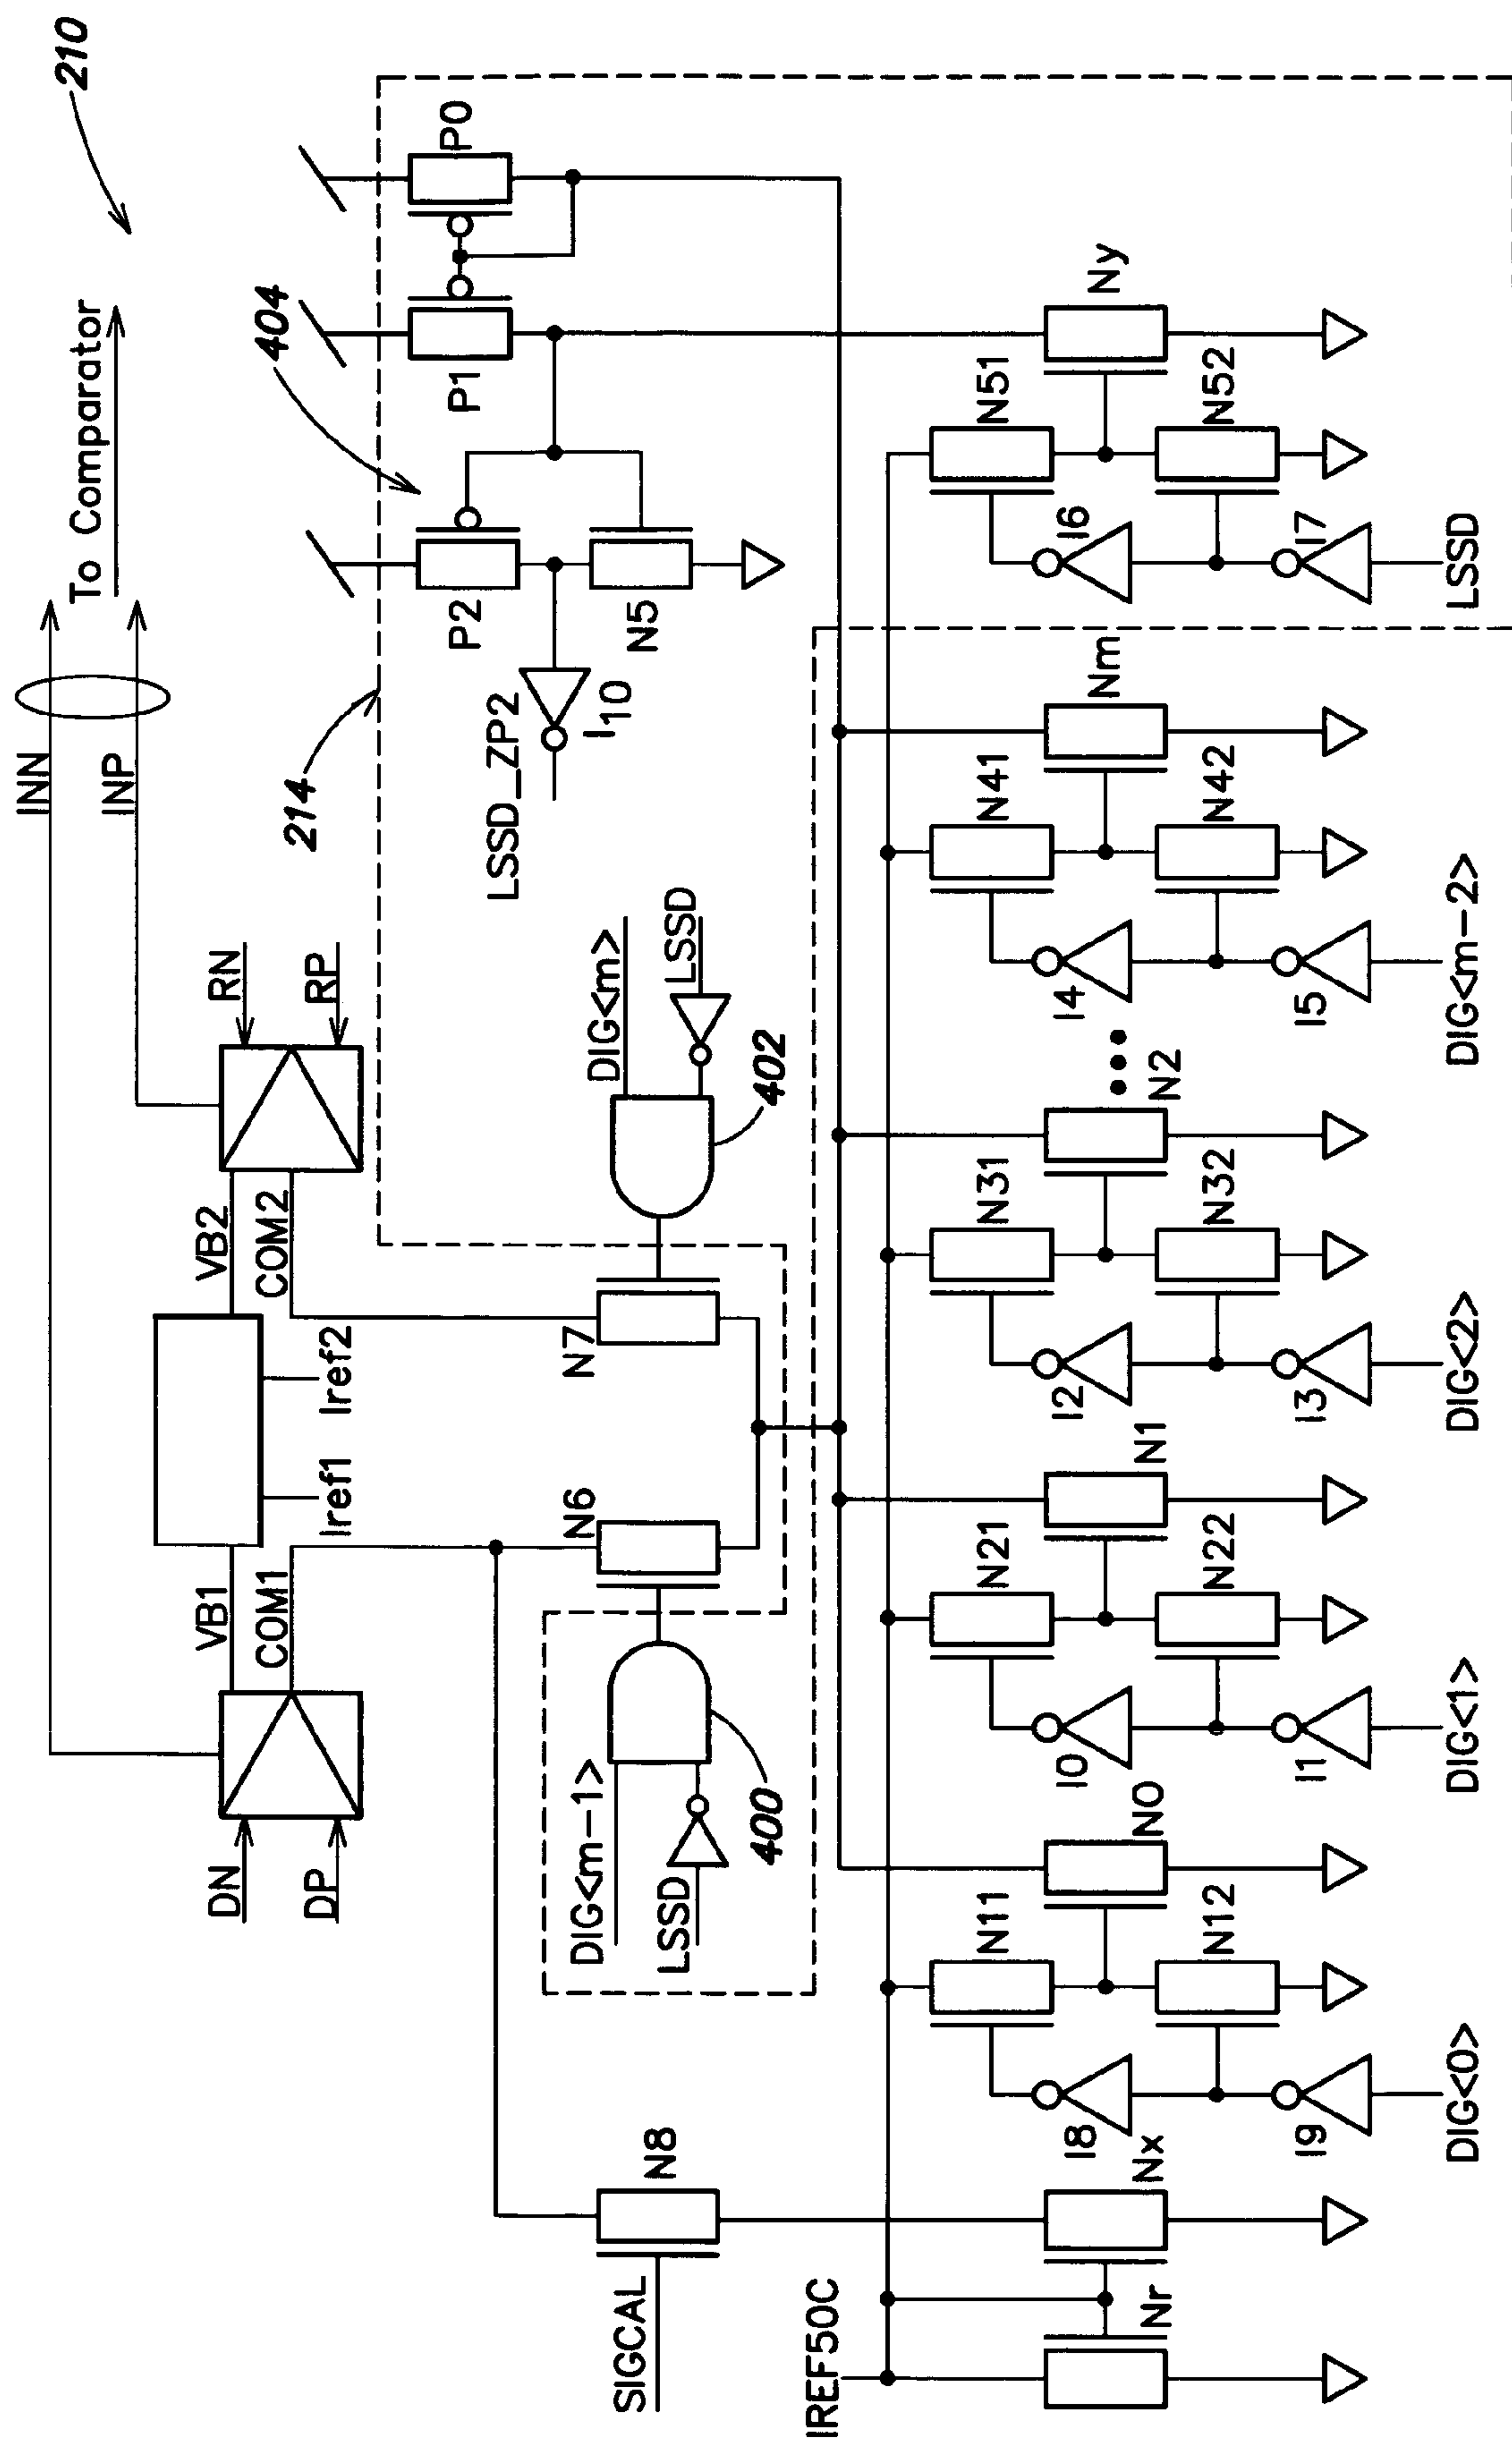 210
INN
INP
To Comparator
DN
DP
VB1
COM1
Iref1
Iref2
VB2
COM2
RN
RP
214
404
P0
P1
P2
N5
LSSD_ZP2
I10
DIG<m-1>
LSSD
400
N6
N7
DIG<m>
LSSD
402
SIGCAL
N8
IREF50C
Nr
Nx
N11
N0
N12
I8
I9
DIG<0>
N21
N1
N22
I0
I1
DIG<1>
N31
N2
N32
I2
I3
DIG<2>
N41
Nm
N42
I4
I5
DIG<m-2>
N51
Ny
N52
I6
I7
LSSD